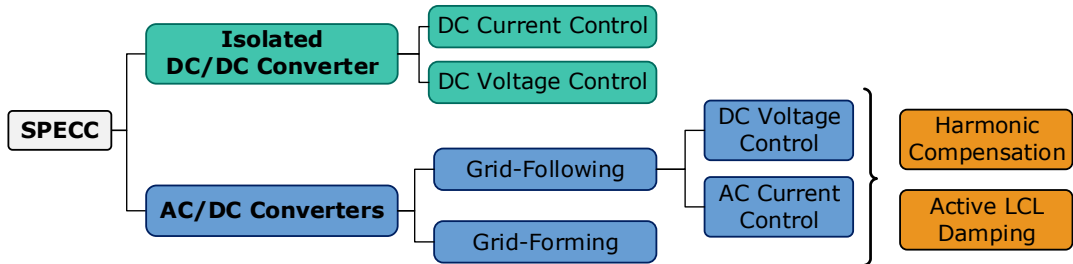 SPECC
Isolated
DC/DC Converter
DC Current Control
DC Voltage Control
AC/DC Converters
Grid-Following
Grid-Forming
DC Voltage
Control
AC Current
Control
Harmonic
Compensation
Active LCL
Damping